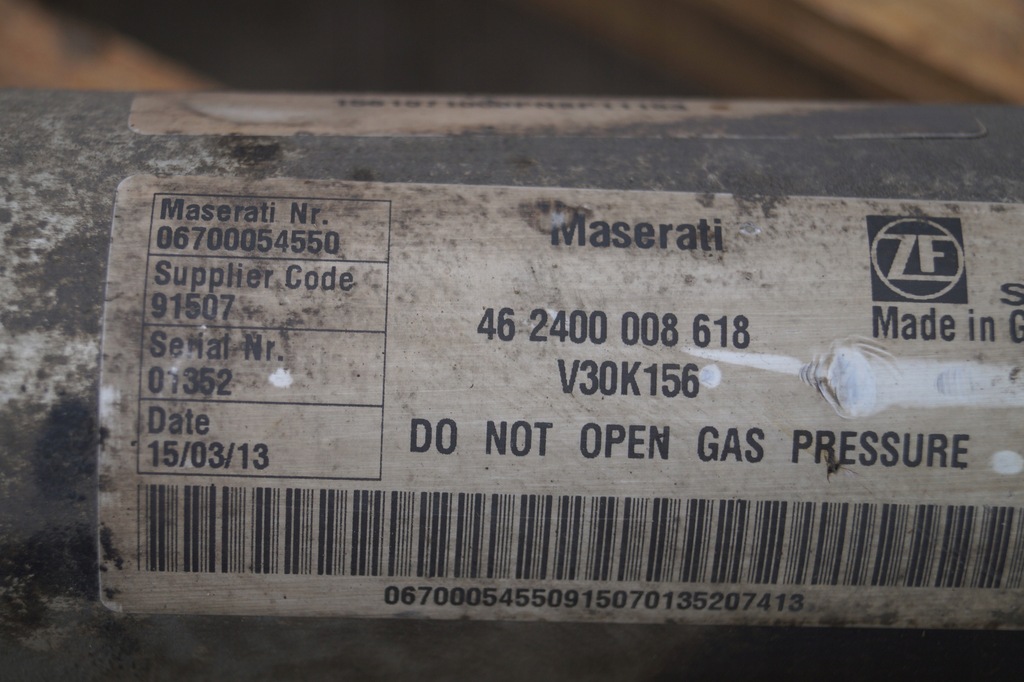 Maserati Nr.
06700054550
Supplier Code
91507
Serial Nr.
01352
Date
15/03/13
Maserati
46 2400 008 618
V30K156
DO NOT OPEN GAS PRESSURE
ZF
Made in
06700054550915070135207413